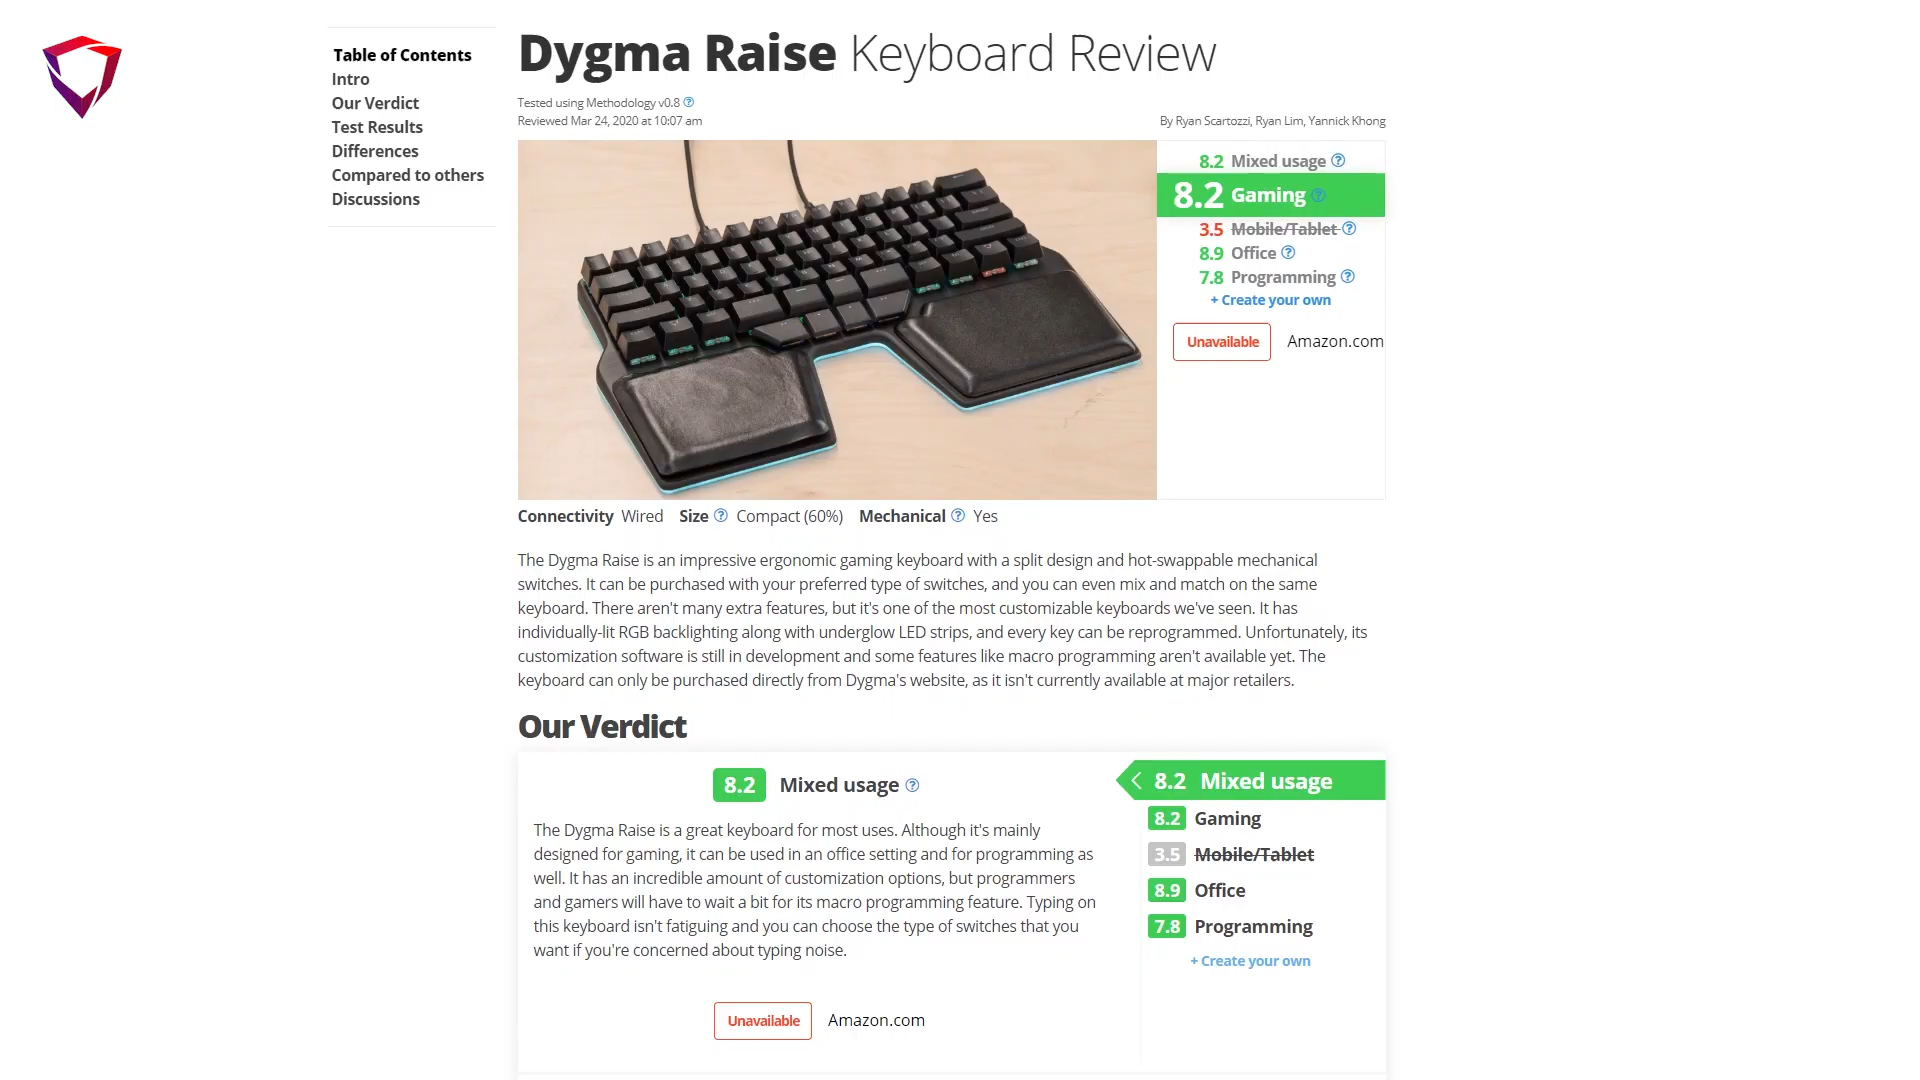 Table of Contents
Intro
Our Verdict
Test Results
Differences
Compared to others
Discussions
Dygma Raise Keyboard Review
Tested using Methodology v0.8
Reviewed Mar 24, 2020 at 10:07 am
By Ryan Scartozzi, Ryan Lim, Yannick Khong
8.2 Mixed usage
8.2 Gaming
3.5 Mobile/Tablet
8.9 Office
7.8 Programming
+ Create your own
Unavailable Amazon.com
Connectivity Wired Size Compact (60%) Mechanical Yes
The Dygma Raise is an impressive ergonomic gaming keyboard with a split design and hot-swappable mechanical
switches. It can be purchased with your preferred type of switches, and you can even mix and match on the same
keyboard. There aren't many extra features, but it's one of the most customizable keyboards we've seen. It has
individually-lit RGB backlighting along with underglow LED strips, and every key can be reprogrammed. Unfortunately, its
customization software is still in development and some features like macro programming aren't available yet. The
keyboard can only be purchased directly from Dygma's website, as it isn't currently available at major retailers.
Our Verdict
8.2 Mixed usage
The Dygma Raise is a great keyboard for most uses. Although it's mainly
designed for gaming, it can be used in an office setting and for programming as
well. It has an incredible amount of customization options, but programmers
and gamers will have to wait a bit for its macro programming feature. Typing on
this keyboard isn't fatiguing and you can choose the type of switches that you
want if you're concerned about typing noise.
Unavailable Amazon.com
8.2 Mixed usage
8.2 Gaming
3.5 Mobile/Tablet
8.9 Office
7.8 Programming
+ Create your own